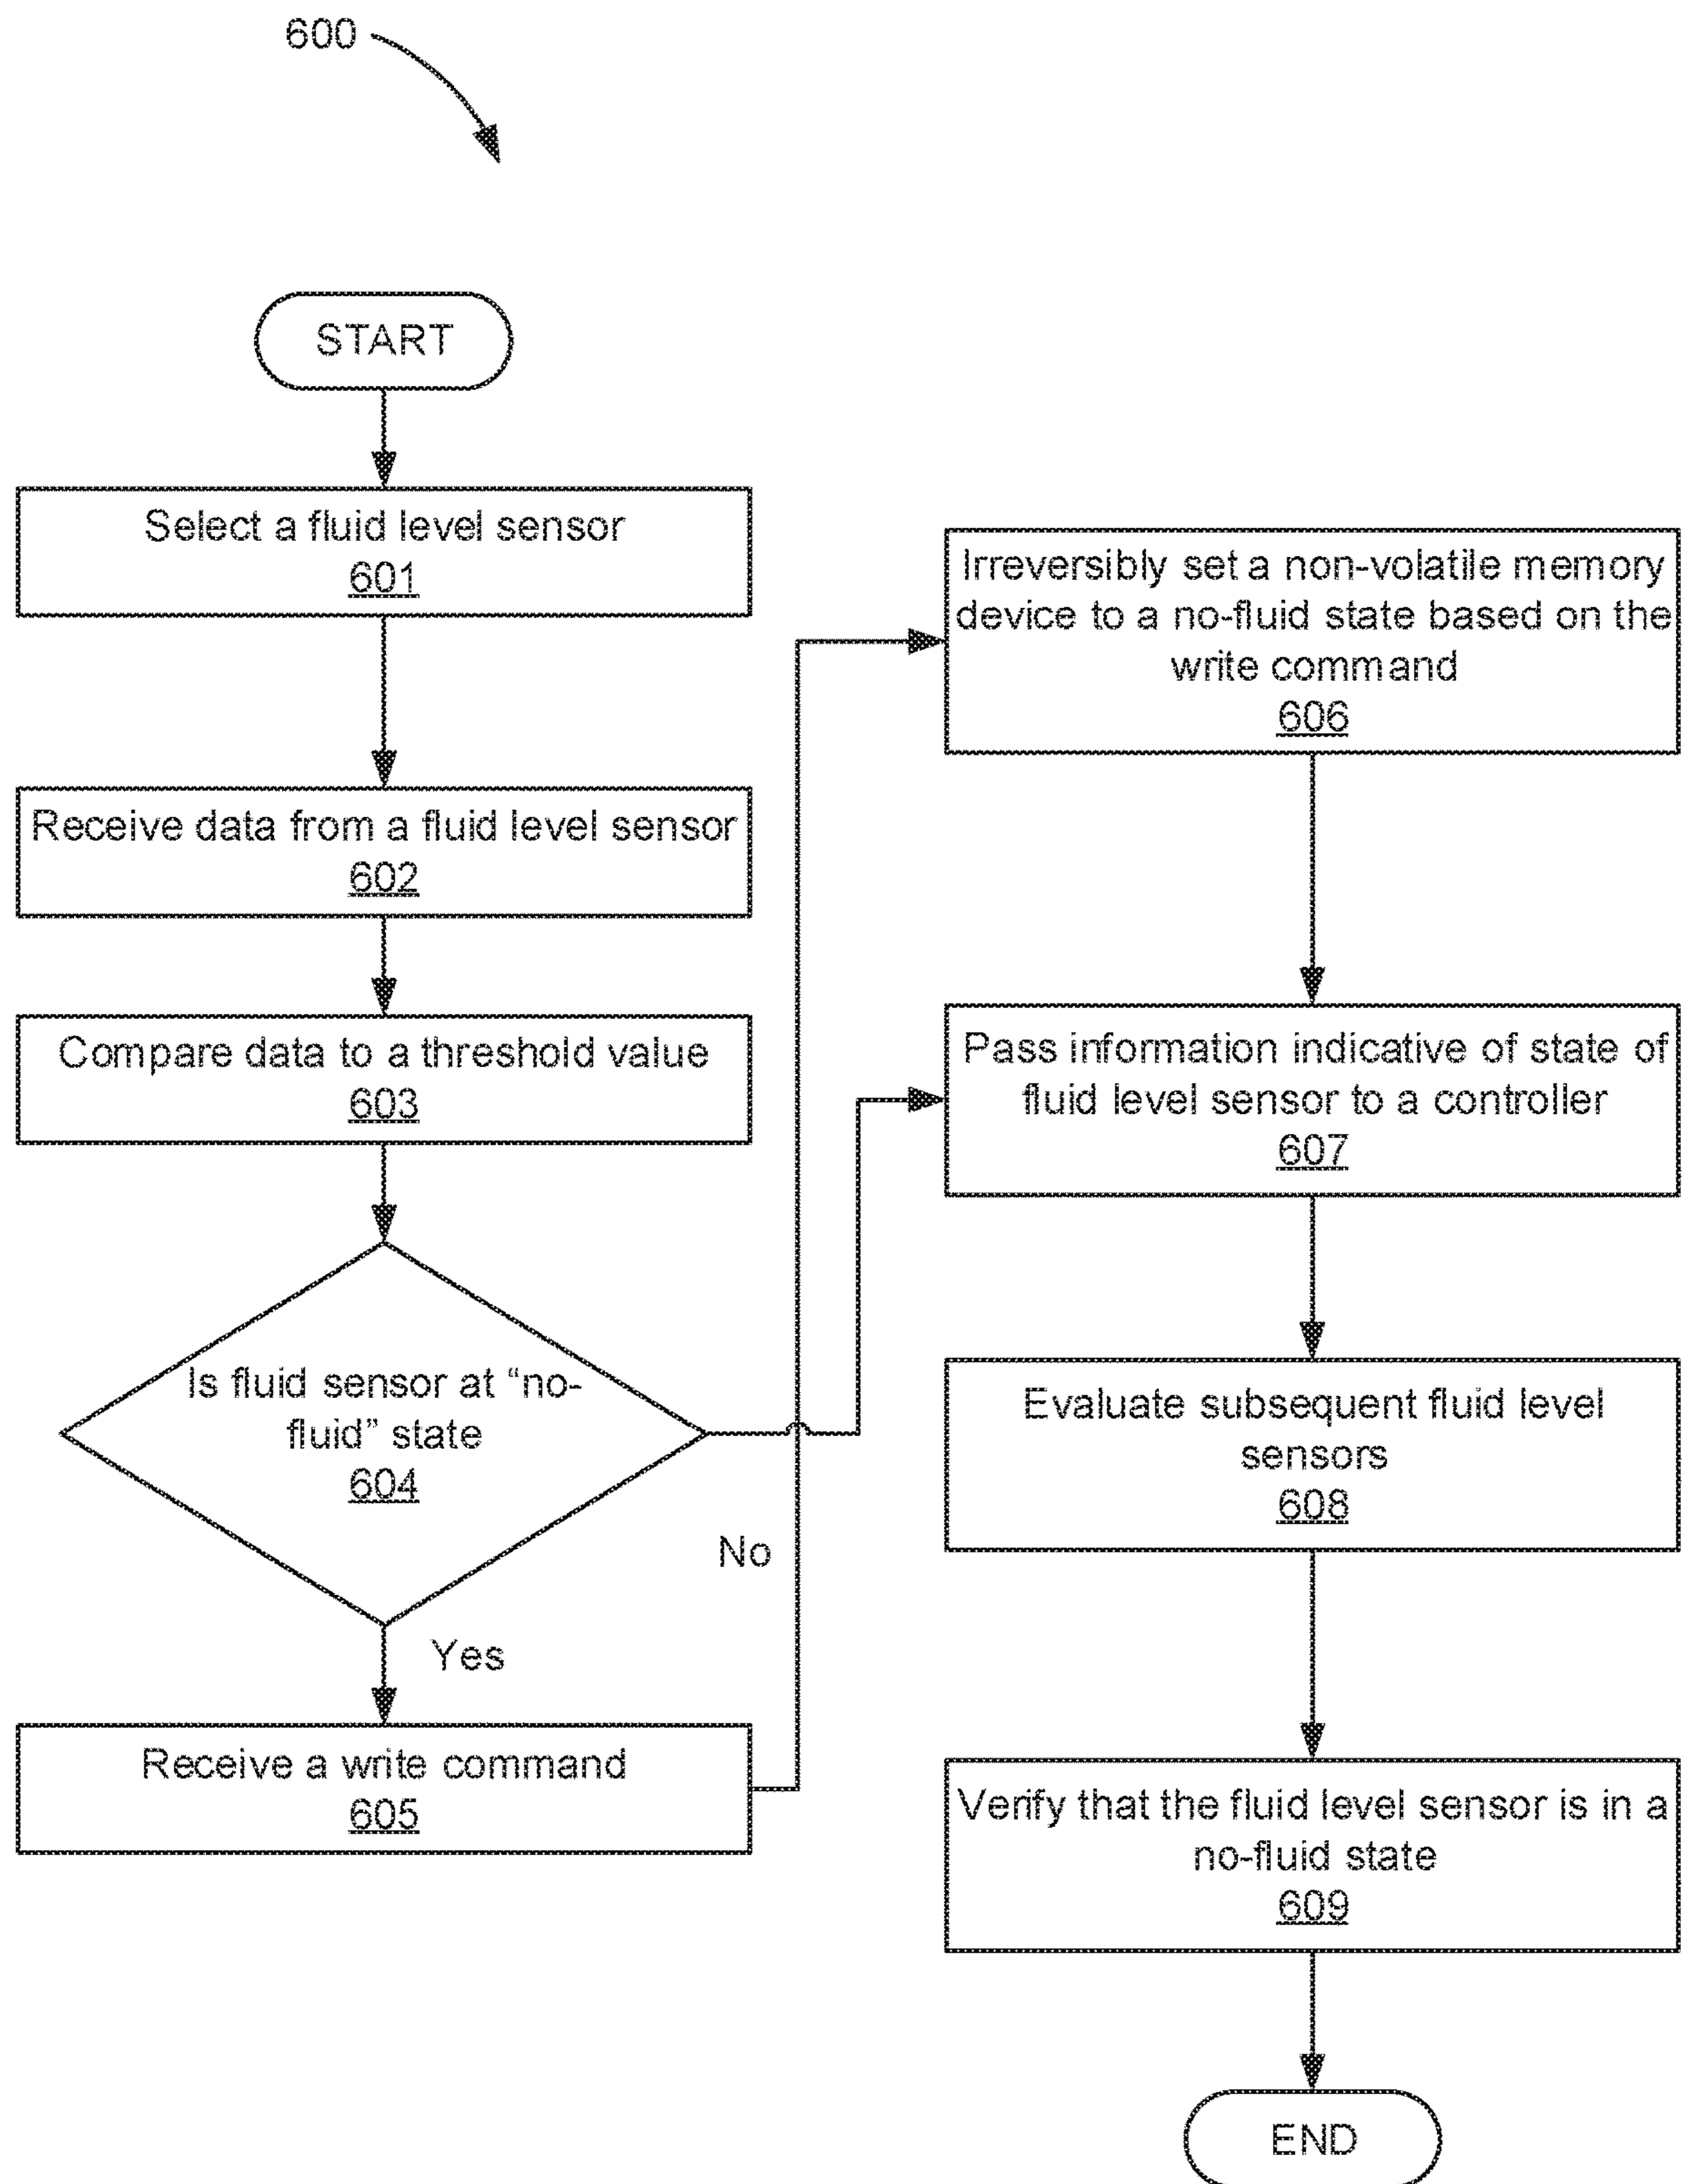 600
START
Select a fluid level sensor
601
Receive data from a fluid level sensor
602
Compare data to a threshold value
603
Is fluid sensor at “no-
fluid” state
604
No
Yes
Receive a write command
605
Irreversibly set a non-volatile memory
device to a no-fluid state based on the
write command
606
Pass information indicative of state of
fluid level sensor to a controller
607
Evaluate subsequent fluid level
sensors
608
Verify that the fluid level sensor is in a
no-fluid state
609
END